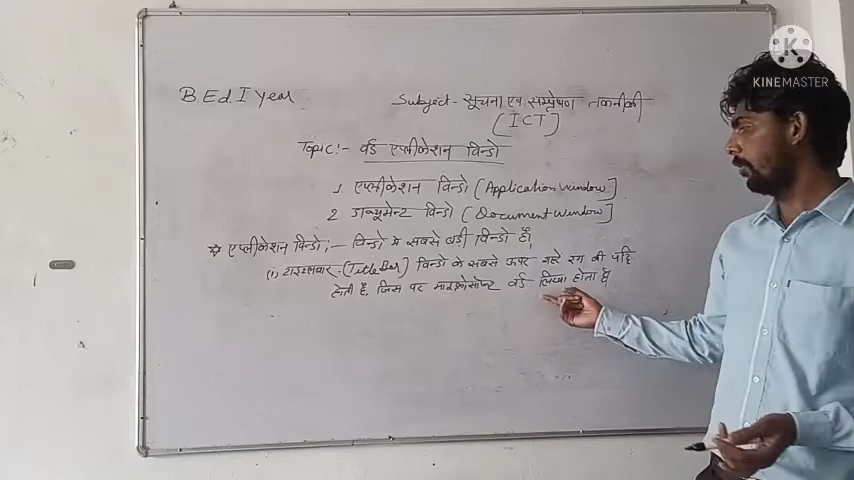 B.Ed. I Year
Subject - सूचना एवं सम्प्रेषण तकनीकी
(ICT)
Topic:- वर्ड एप्लीकेशन विन्डो
1. एप्लीकेशन विन्डो (Application Window)
2 डाक्यूमेन्ट विन्डो (Document Window)
☆ एप्लीकेशन विन्डो :- विन्डो मे सबसे बडी विन्डो है।
(1) टाइटलबार - (Title Bar) विन्डो के सबसे ऊपर गहरे रंग की पट्टि
होती है, जिस पर माइक्रोसॉफ्ट वर्ड लिखा होता है।
KINEMASTER